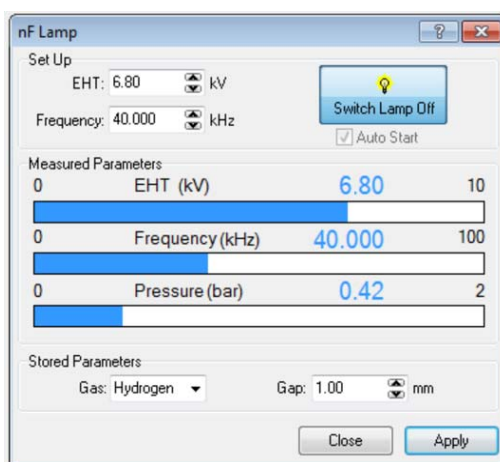 nF Lamp
Set Up
EHT: 6.80 kV
Frequency: 40.000 kHz
Switch Lamp Off
Auto Start
Measured Parameters
0 EHT (kV) 6.80 10
0 Frequency (kHz) 40.000 100
0 Pressure (bar) 0.42 2
Stored Parameters
Gas: Hydrogen Gap: 1.00 mm
Close Apply